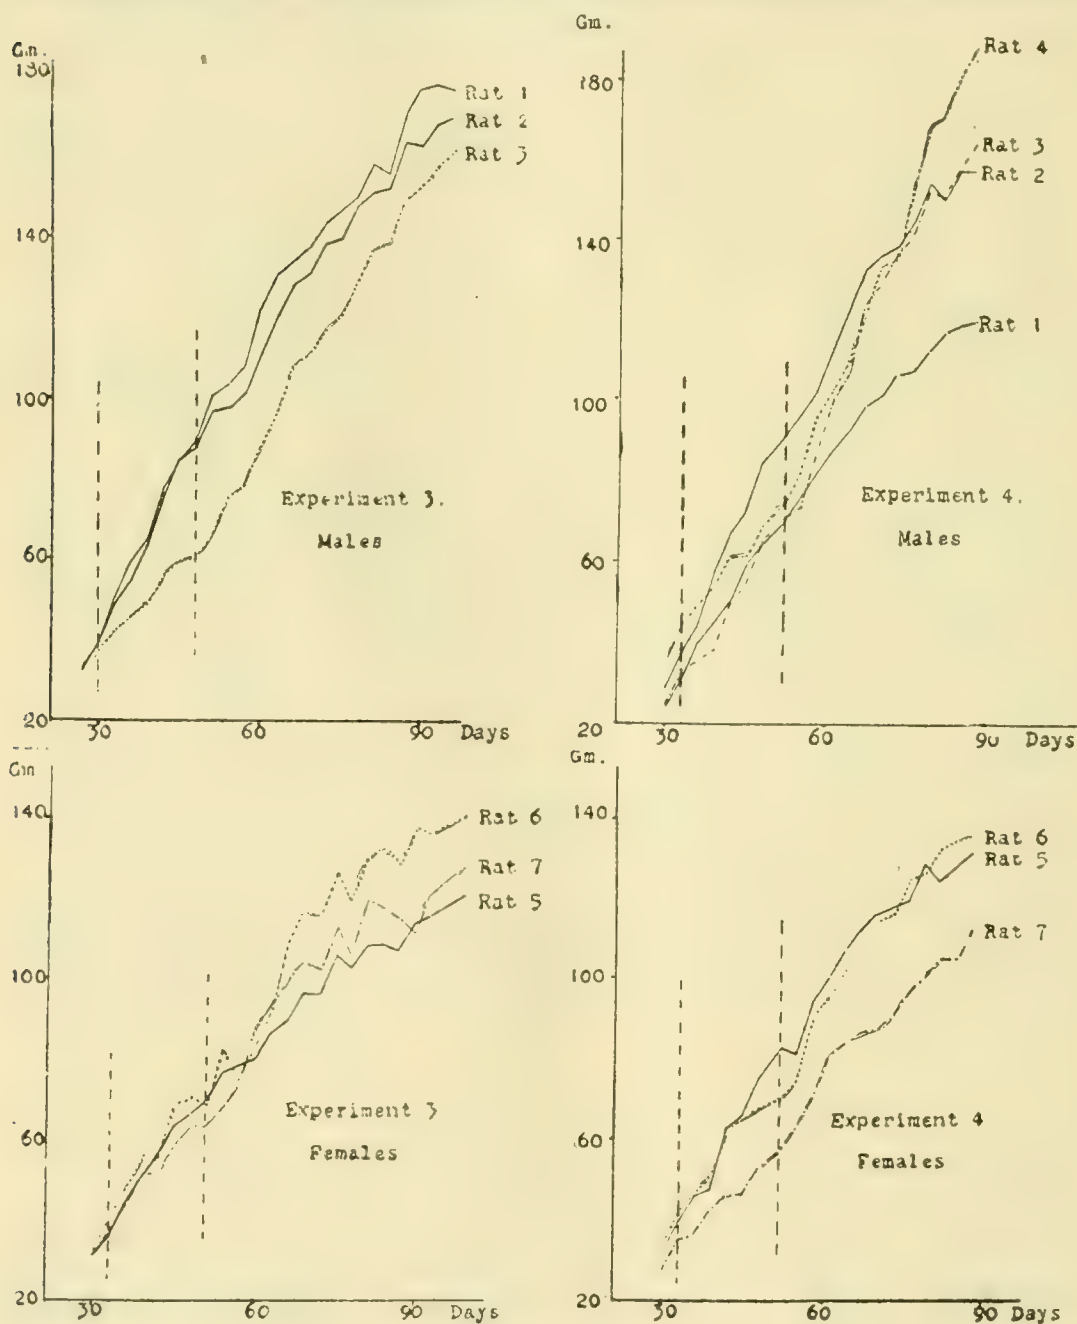 Gm.
180
140
100
60
20
30 60 90 Days
Rat 1
Rat 2
Rat 3
Experiment 3.
Males
Gm.
180
140
100
60
20
30 60 90 Days
Rat 4
Rat 3
Rat 2
Rat 1
Experiment 4.
Males
Gm
140
100
60
20
30 60 90 Days
Rat 6
Rat 7
Rat 5
Experiment 3
Females
Gm.
140
100
60
20
30 60 90 Days
Rat 6
Rat 5
Rat 7
Experiment 4
Females